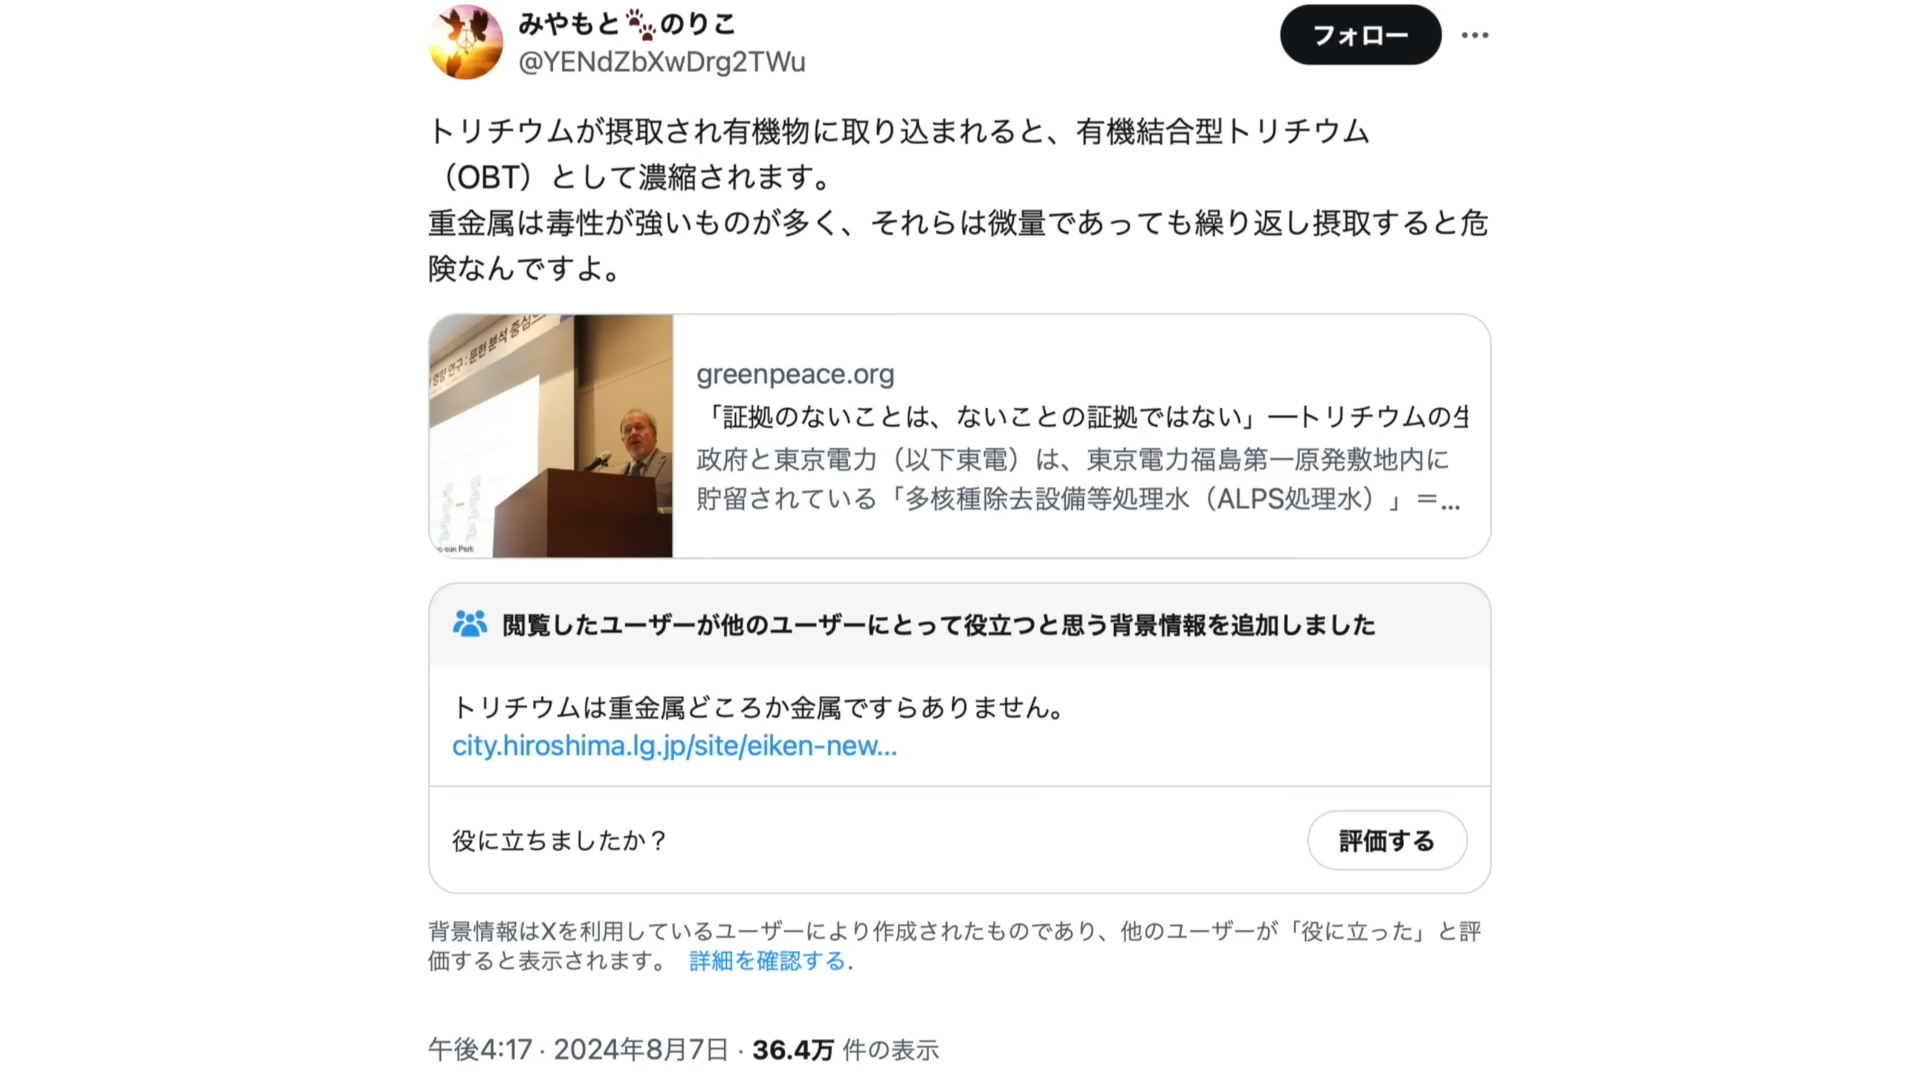 みやもと🐾のりこ
@YENdZbXwDrg2TWu
フォロー
トリチウムが摂取され有機物に取り込まれると、有機結合型トリチウム
（OBT）として濃縮されます。
重金属は毒性が強いものが多く、それらは微量であっても繰り返し摂取すると危
険なんですよ。
영향 연구 : 문헌 분석 중심으
o-sun Park
greenpeace.org
「証拠のないことは、ないことの証拠ではない」—トリチウムの生
政府と東京電力（以下東電）は、東京電力福島第一原発敷地内に
貯留されている「多核種除去設備等処理水（ALPS処理水）」＝...
閲覧したユーザーが他のユーザーにとって役立つと思う背景情報を追加しました
トリチウムは重金属どころか金属ですらありません。
city.hiroshima.lg.jp/site/eiken-new...
役に立ちましたか？
評価する
背景情報はXを利用しているユーザーにより作成されたものであり、他のユーザーが「役に立った」と評
価すると表示されます。 詳細を確認する.
午後4:17 · 2024年8月7日 · 36.4万 件の表示